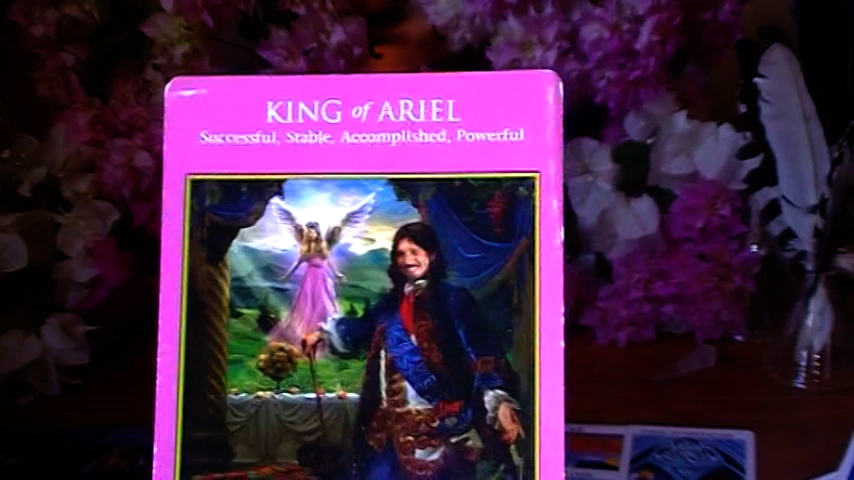 KING of ARIEL
Successful, Stable, Accomplished, Powerful